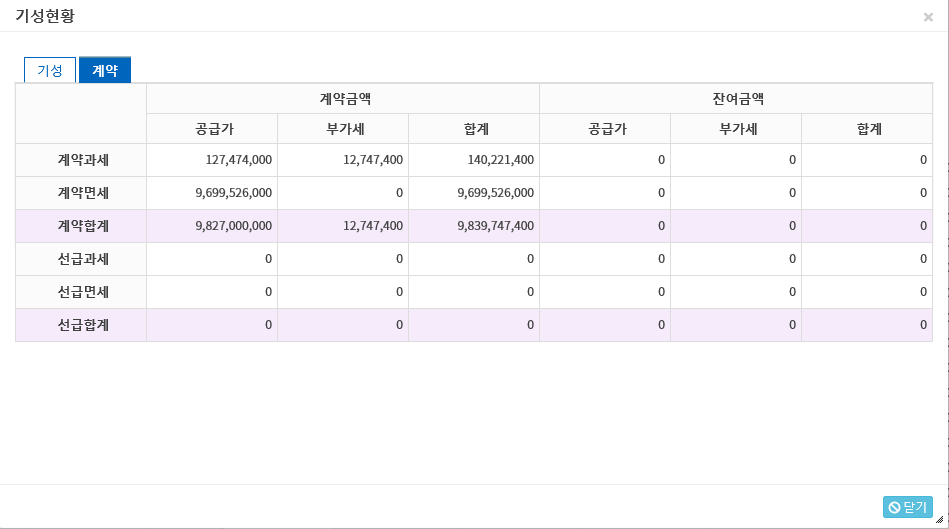 기성현황
×
기성 계약
계약금액 잔여금액
공급가 부가세 합계 공급가 부가세 합계
계약과세 127,474,000 12,747,400 140,221,400 0 0 0
계약면세 9,699,526,000 0 9,699,526,000 0 0 0
계약합계 9,827,000,000 12,747,400 9,839,747,400 0 0 0
선급과세 0 0 0 0 0 0
선급면세 0 0 0 0 0 0
선급합계 0 0 0 0 0 0
닫기